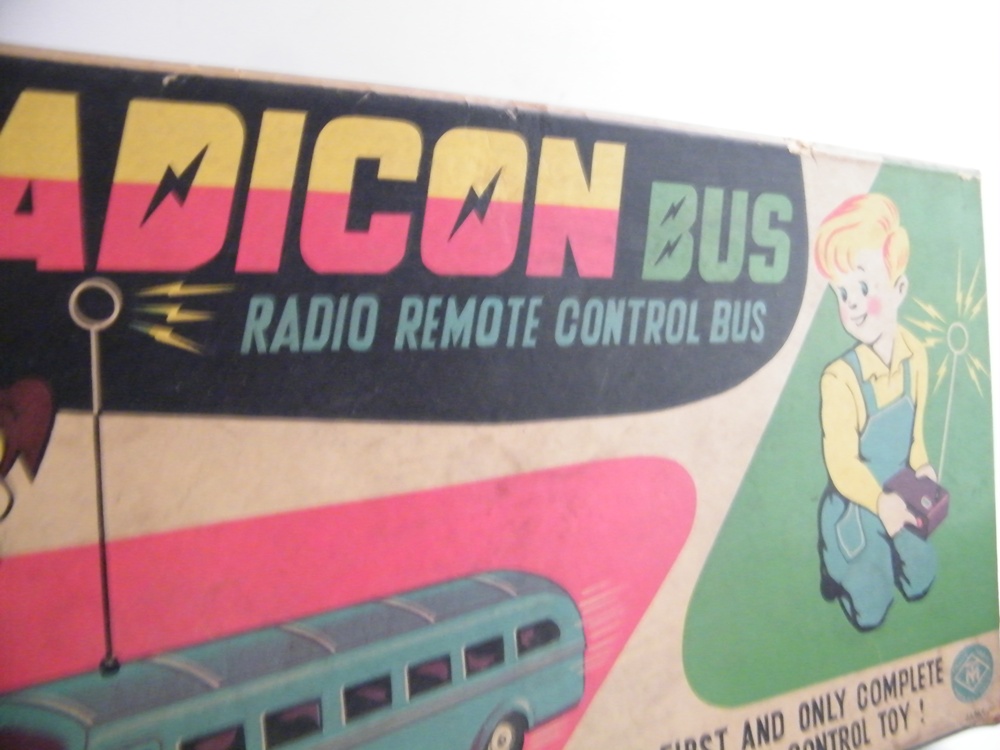 ADICON BUS
RADIO REMOTE CONTROL BUS
FIRST AND ONLY COMPLETE
CONTROL TOY!